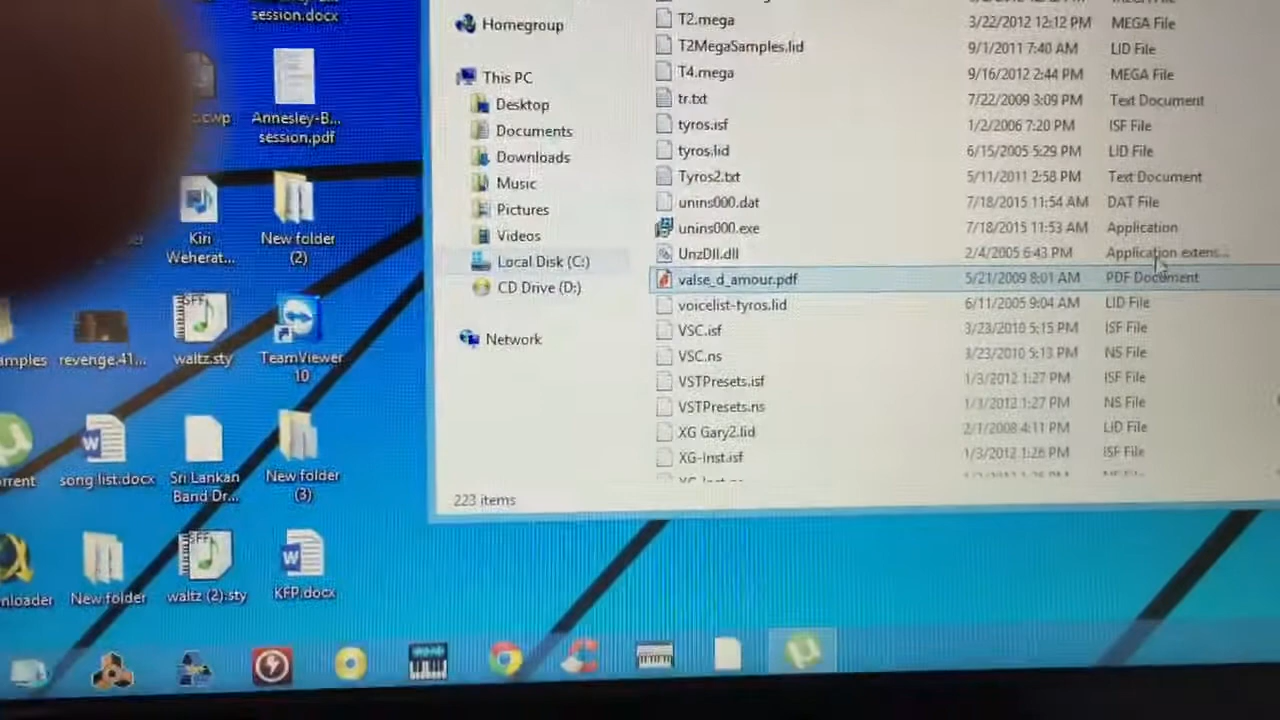 session.docx
Annesley-B...
session.pdf
.cwp
Kiri
Weherat...
New folder
(2)
revenge.41...
waltz.sty
TeamViewer
10
song list.docx
Sri Lankan
Band Dr...
New folder
(3)
New folder
waltz (2).sty
KFP.docx
Homegroup
This PC
Desktop
Documents
Downloads
Music
Pictures
Videos
Local Disk (C:)
CD Drive (D:)
Network
T2.mega 3/22/2012 12:12 PM MEGA File
T2MegaSamples.lid 9/1/2011 7:40 AM LID File
T4.mega 9/16/2012 2:44 PM MEGA File
tr.txt 7/22/2009 3:09 PM Text Document
tyros.isf 1/2/2006 7:20 PM ISF File
tyros.lid 6/15/2005 5:29 PM LID File
Tyros2.txt 5/11/2011 2:58 PM Text Document
unins000.dat 7/18/2015 11:54 AM DAT File
unins000.exe 7/18/2015 11:53 AM Application
UnzDll.dll 2/4/2005 6:43 PM Application extens...
valse_d_amour.pdf 5/21/2009 8:01 AM PDF Document
voicelist-tyros.lid 6/11/2005 9:04 AM LID File
VSC.isf 3/23/2010 5:15 PM ISF File
VSC.ns 3/23/2010 5:13 PM NS File
VSTPresets.isf 1/3/2012 1:27 PM ISF File
VSTPresets.ns 1/3/2012 1:27 PM NS File
XG Gary2.lid 2/1/2008 4:11 PM LID File
XG-Inst.isf 1/3/2012 1:26 PM ISF File
223 items